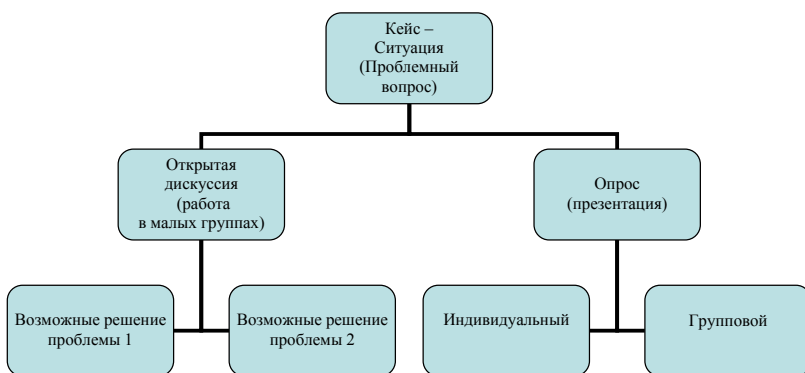 Кейс –
Ситуация
(Проблемный
вопрос)
Открытая
дискуссия
(работа
в малых группах)
Опрос
(презентация)
Возможные решение
проблемы 1
Возможные решение
проблемы 2
Индивидуальный
Групповой